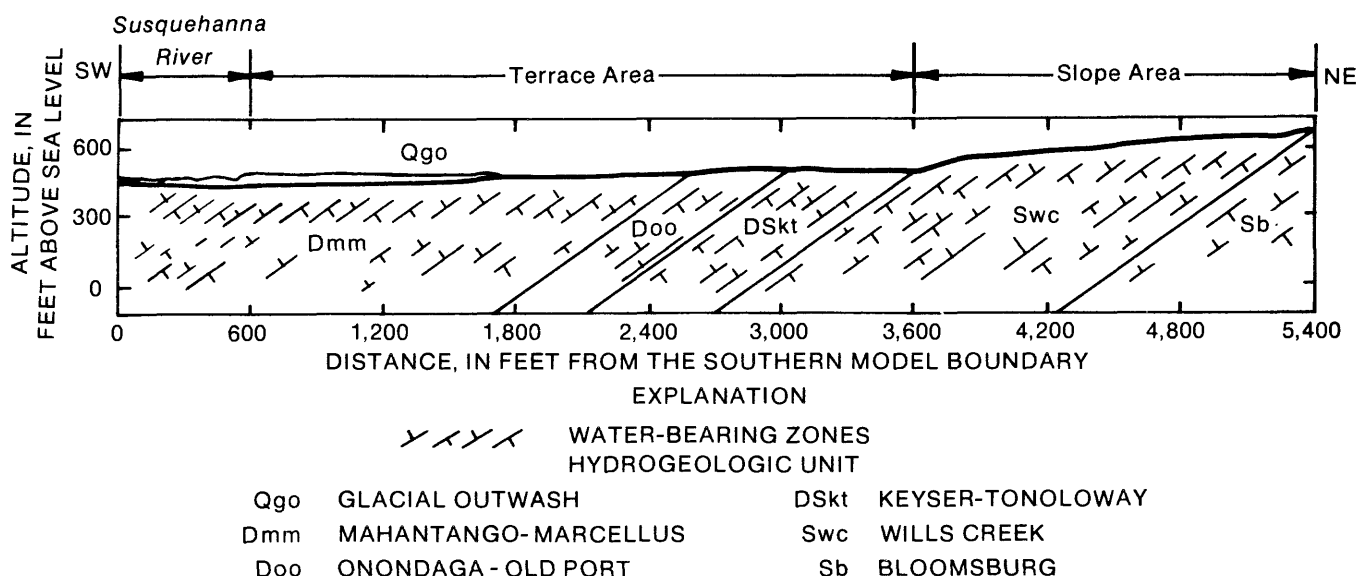 Susquehanna
River
SW
Terrace Area
Slope Area
NE
ALTITUDE, IN
FEET ABOVE SEA LEVEL
600
300
0
Qgo
Dmm
Doo
DSkt
Swc
Sb
0 600 1,200 1,800 2,400 3,000 3,600 4,200 4,800 5,400
DISTANCE, IN FEET FROM THE SOUTHERN MODEL BOUNDARY
EXPLANATION
WATER-BEARING ZONES
HYDROGEOLOGIC UNIT
Qgo GLACIAL OUTWASH
DSkt KEYSER-TONOLOWAY
Dmm MAHANTANGO-MARCELLUS
Swc WILLS CREEK
Doo ONONDAGA - OLD PORT
Sb BLOOMSBURG